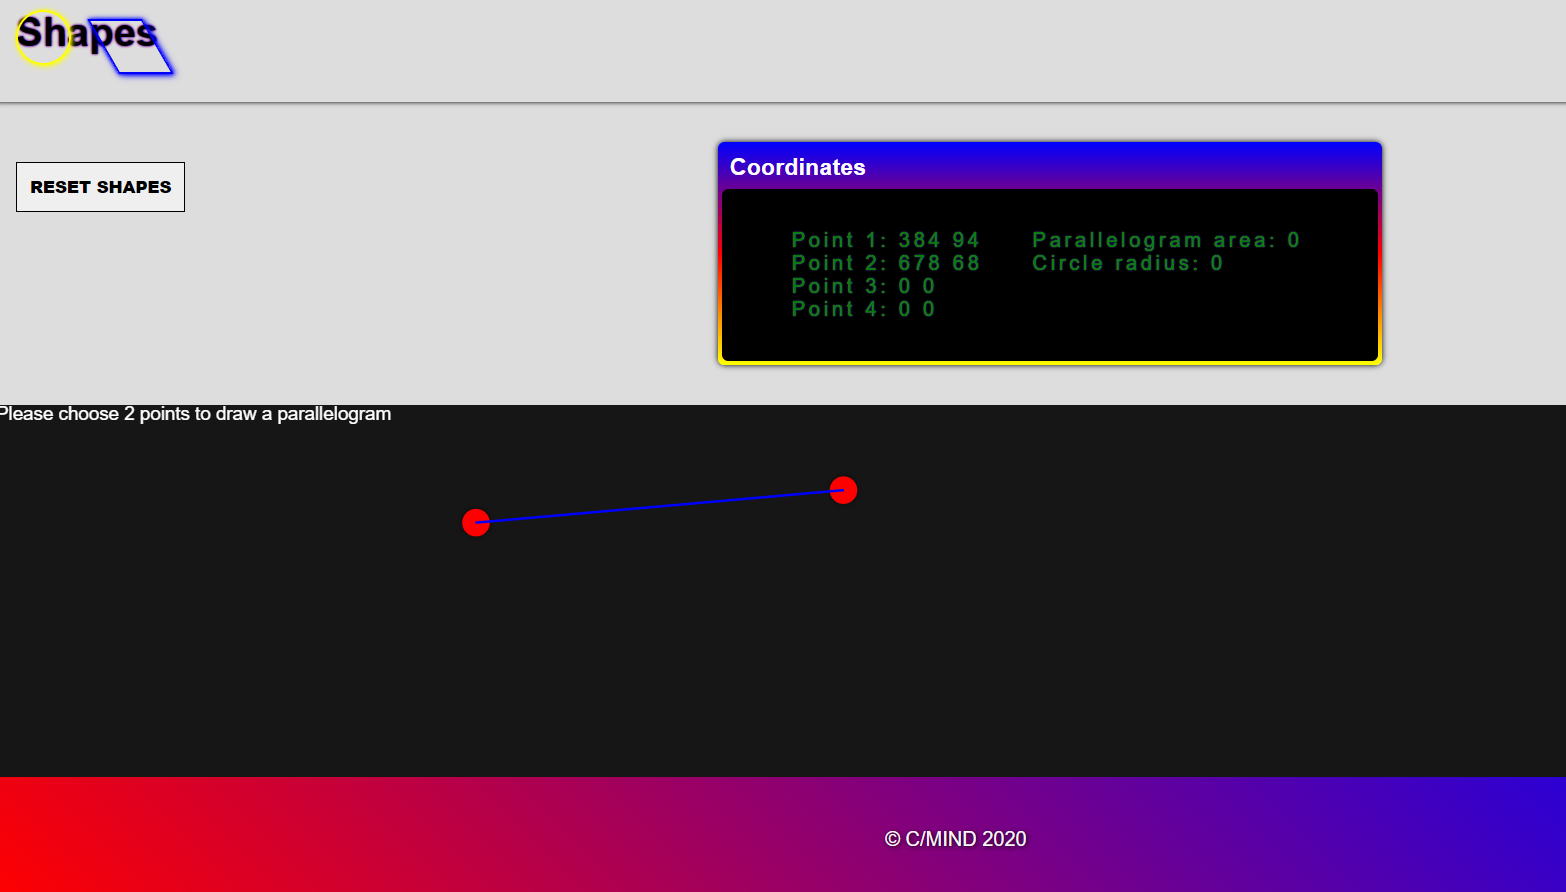 Shapes
RESET SHAPES
Coordinates
Point 1: 384 94
Point 2: 678 68
Point 3: 0 0
Point 4: 0 0
Parallelogram area: 0
Circle radius: 0
Please choose 2 points to draw a parallelogram
© C/MIND 2020